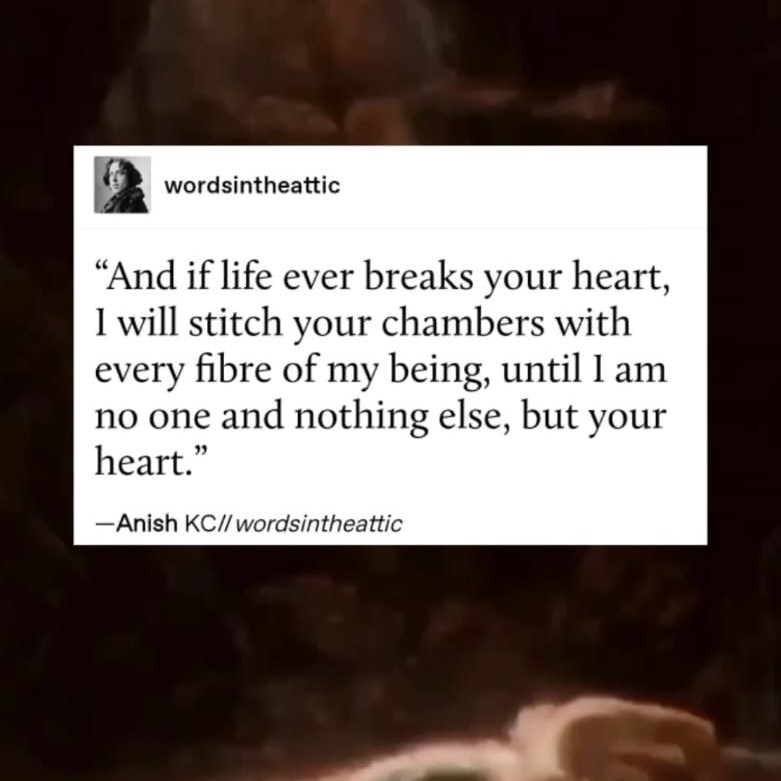 wordsintheattic
“And if life ever breaks your heart,
I will stitch your chambers with
every fibre of my being, until I am
no one and nothing else, but your
heart.”
—Anish KC// wordsintheattic